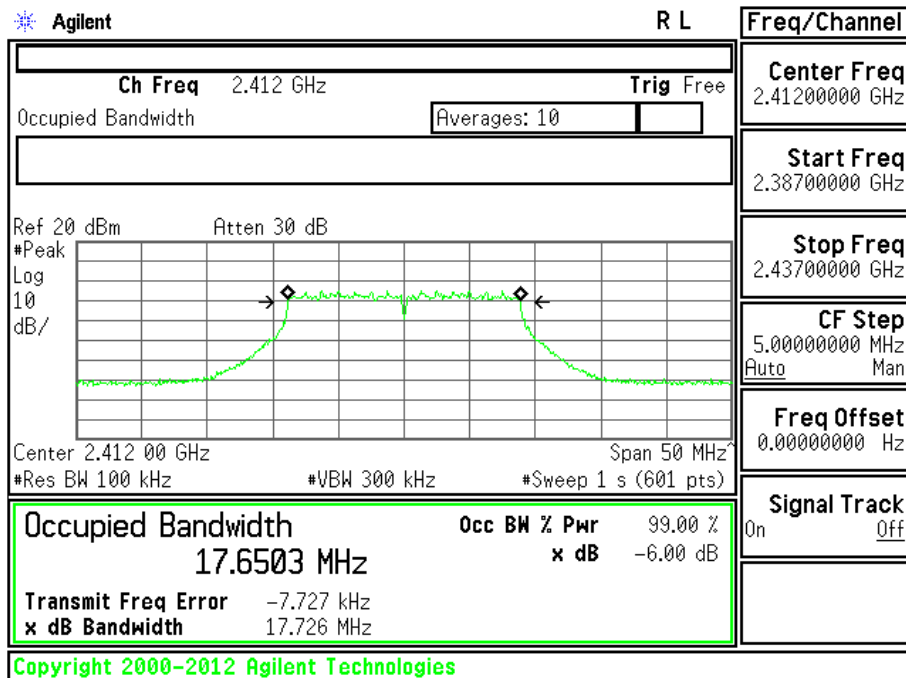 Agilent R L
Freq/Channel
Ch Freq 2.412 GHz Trig Free
Occupied Bandwidth Averages: 10
Ref 20 dBm Atten 30 dB
#Peak
Log
10
dB/
Center 2.412 00 GHz Span 50 MHz^
#Res BW 100 kHz #VBW 300 kHz #Sweep 1 s (601 pts)
Occupied Bandwidth
17.6503 MHz
Occ BW % Pwr 99.00 %
x dB -6.00 dB
Transmit Freq Error -7.727 kHz
x dB Bandwidth 17.726 MHz
Center Freq
2.41200000 GHz
Start Freq
2.38700000 GHz
Stop Freq
2.43700000 GHz
CF Step
5.00000000 MHz
Auto Man
Freq Offset
0.00000000 Hz
Signal Track
On Off
Copyright 2000-2012 Agilent Technologies